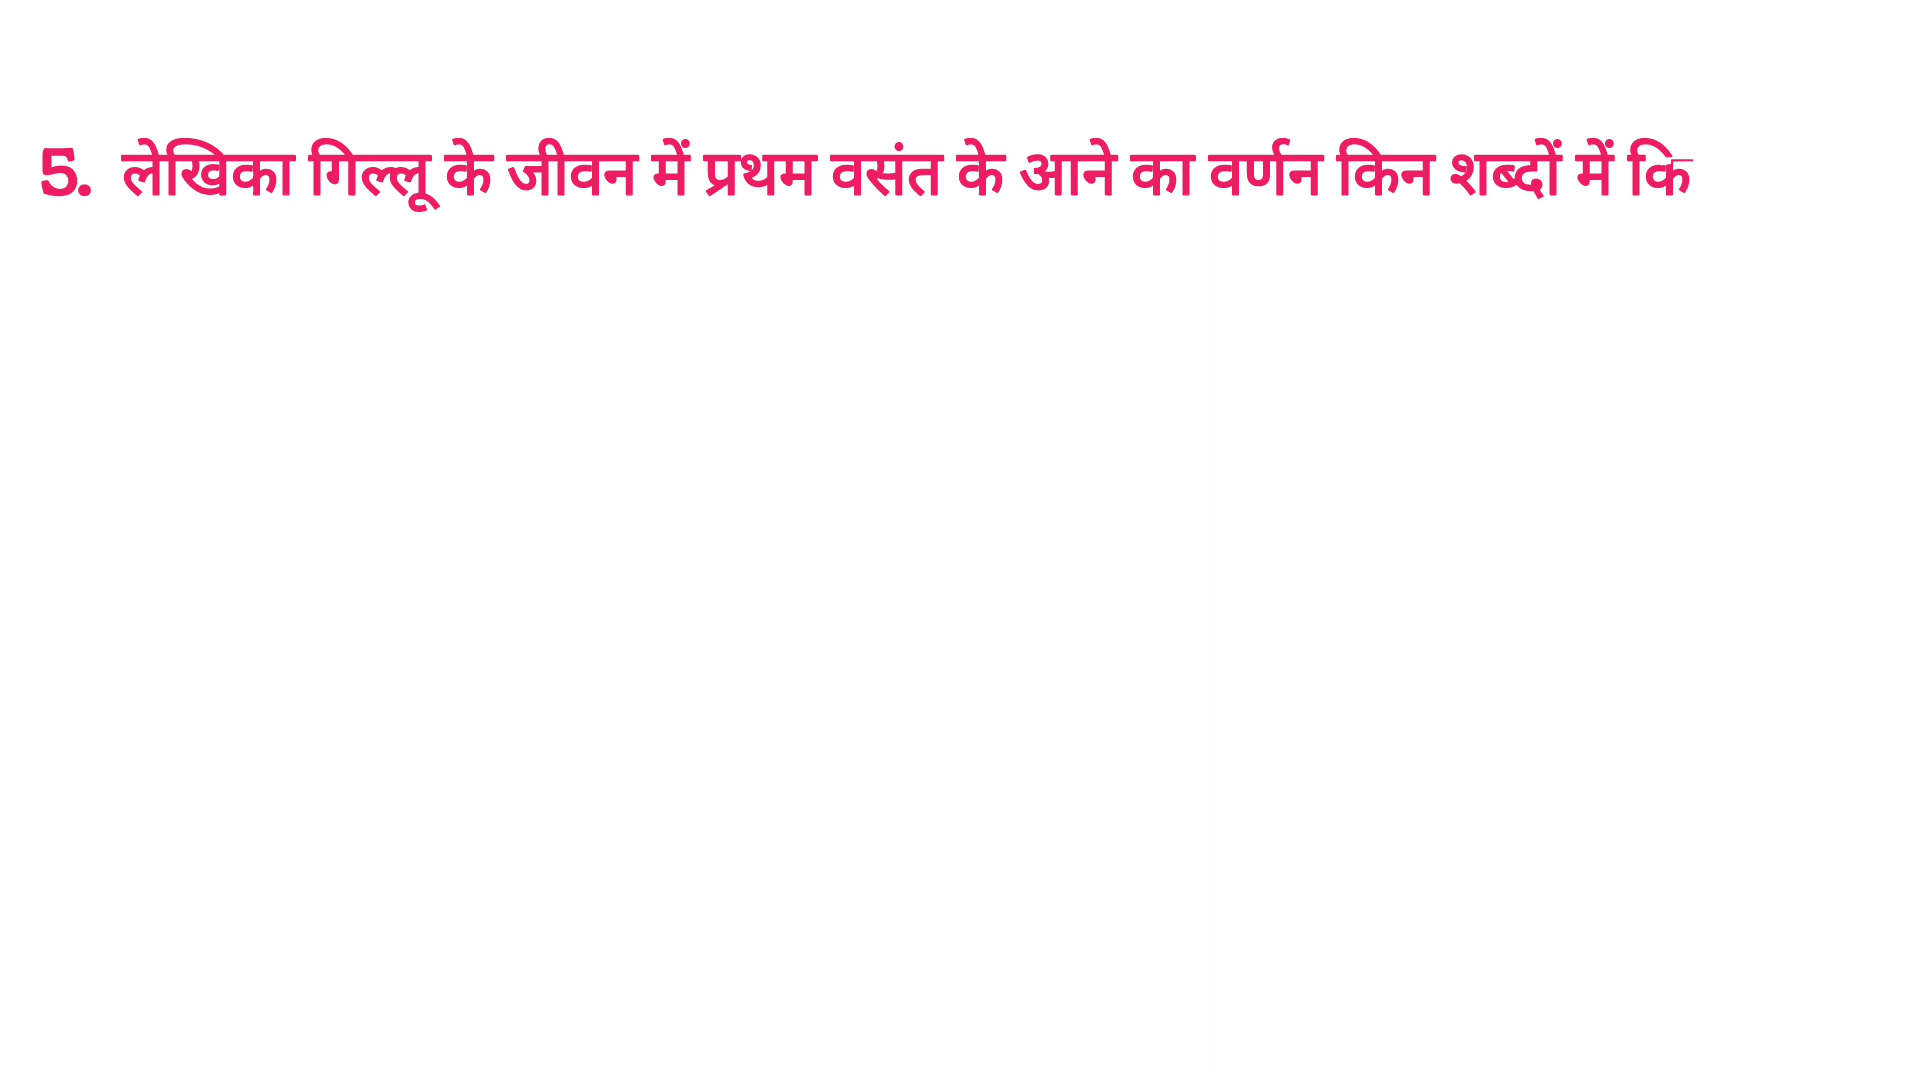 5. लेखिका गिल्लू के जीवन में प्रथम वसंत के आने का वर्णन किन शब्दों में कि